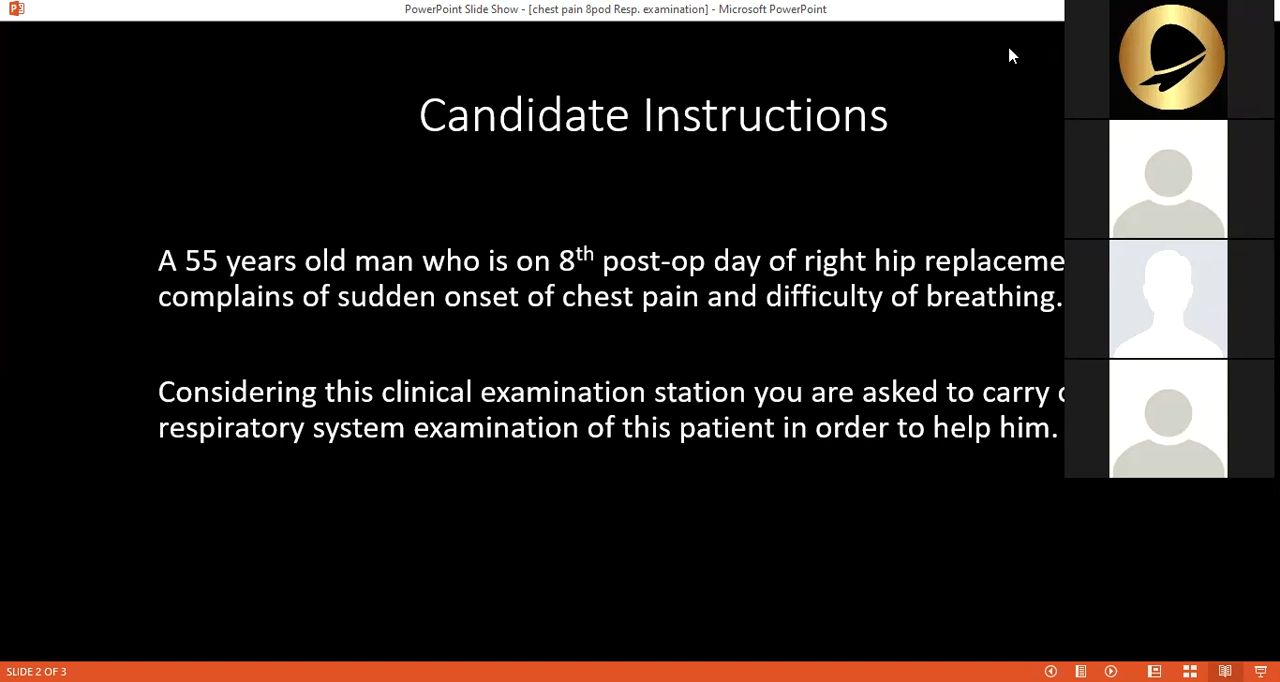 PowerPoint Slide Show - [chest pain 8pod Resp. examination] - Microsoft PowerPoint
Candidate Instructions
A 55 years old man who is on 8th post-op day of right hip replaceme
complains of sudden onset of chest pain and difficulty of breathing.
Considering this clinical examination station you are asked to carry
respiratory system examination of this patient in order to help him.
SLIDE 2 OF 3